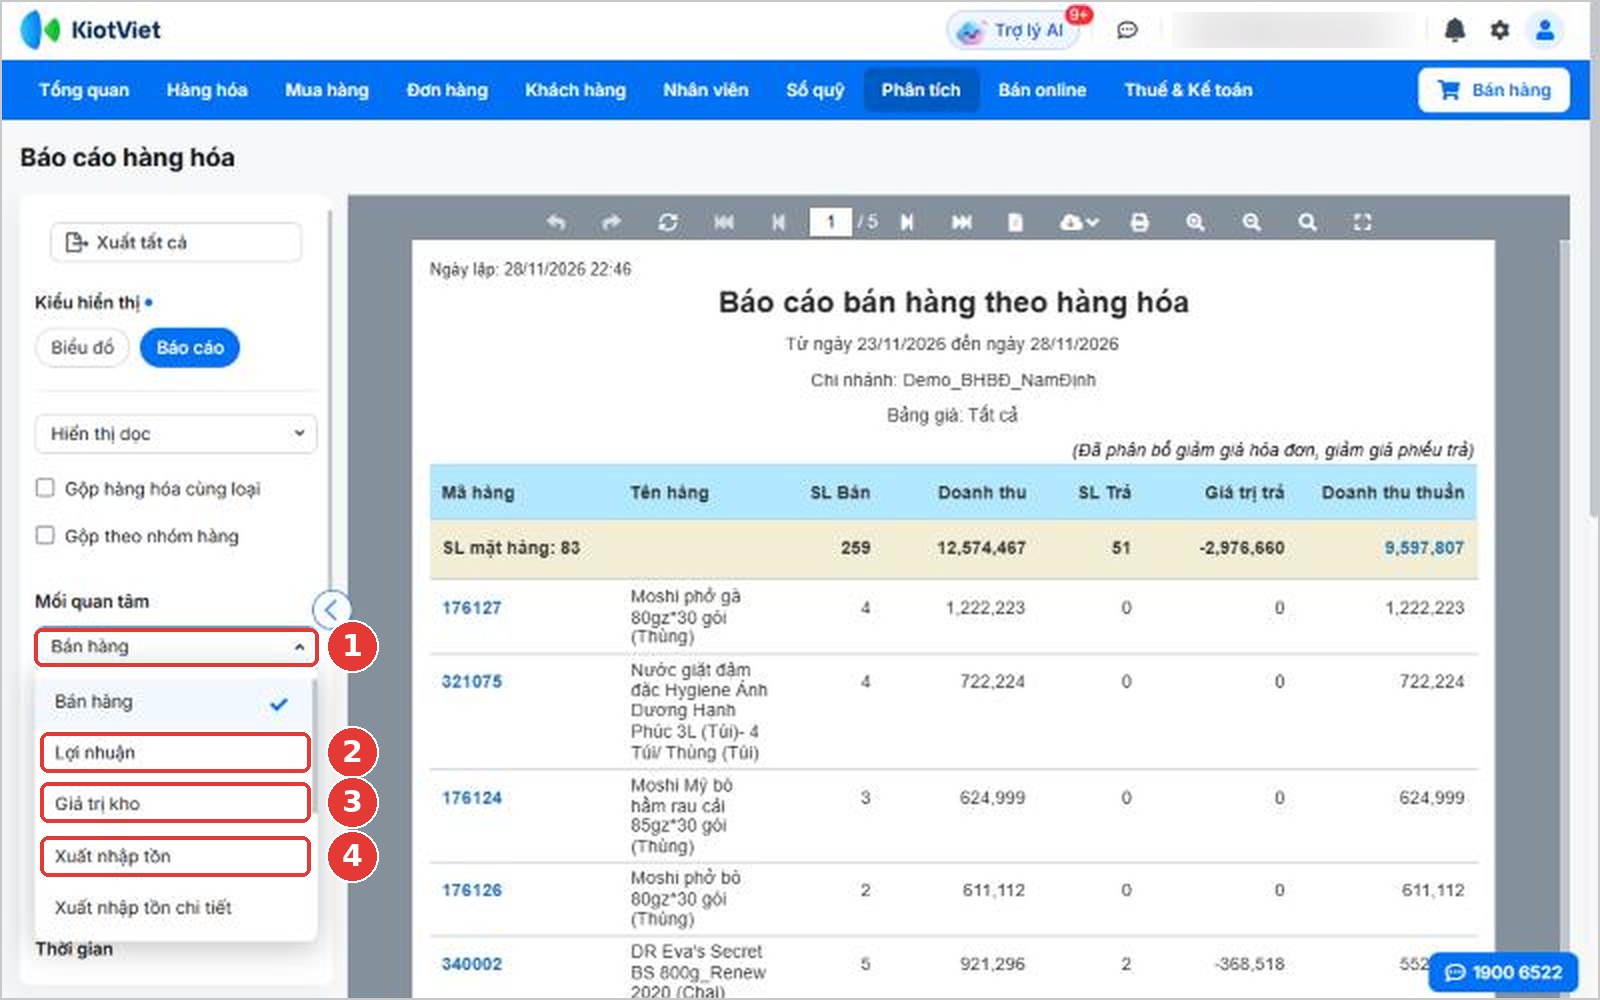 KiotViet
Trợ lý AI
9+
Tổng quan
Hàng hóa
Mua hàng
Đơn hàng
Khách hàng
Nhân viên
Sổ quỹ
Phân tích
Bán online
Thuế & Kế toán
Bán hàng
Báo cáo hàng hóa
Xuất tất cả
Kiểu hiển thị
Biểu đồ
Báo cáo
Hiển thị dọc
Gộp hàng hóa cùng loại
Gộp theo nhóm hàng
Mối quan tâm
Bán hàng
1
Bán hàng
Lợi nhuận
2
Giá trị kho
3
Xuất nhập tồn
4
Xuất nhập tồn chi tiết
Thời gian
1 / 5
Ngày lập: 28/11/2026 22:46
Báo cáo bán hàng theo hàng hóa
Từ ngày 23/11/2026 đến ngày 28/11/2026
Chi nhánh: Demo_BHBĐ_NamĐịnh
Bảng giá: Tất cả
(Đã phân bổ giảm giá hóa đơn, giảm giá phiếu trả)
Mã hàng Tên hàng SL Bán Doanh thu SL Trả Giá trị trả Doanh thu thuần
SL mặt hàng: 83 259 12,574,467 51 -2,976,660 9,597,807
176127 Moshi phở gà 4 1,222,223 0 0 1,222,223
80gz*30 gói
(Thùng)
321075 Nước giặt đậm 4 722,224 0 0 722,224
đặc Hygiene Ánh
Dương Hạnh
Phúc 3L (Túi)- 4
Túi/ Thùng (Túi)
176124 Moshi Mỳ bò 3 624,999 0 0 624,999
hầm rau cải
85gz*30 gói
(Thùng)
176126 Moshi phở bò 2 611,112 0 0 611,112
80gz*30 gói
(Thùng)
340002 DR Eva's Secret 5 921,296 2 -368,518 552
BS 800g_Renew
2020 (Chai)
1900 6522